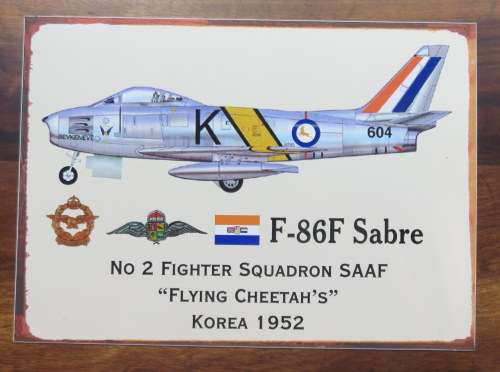 K
604
F-86F Sabre
No 2 Fighter Squadron SAAF
"Flying Cheetah's"
Korea 1952